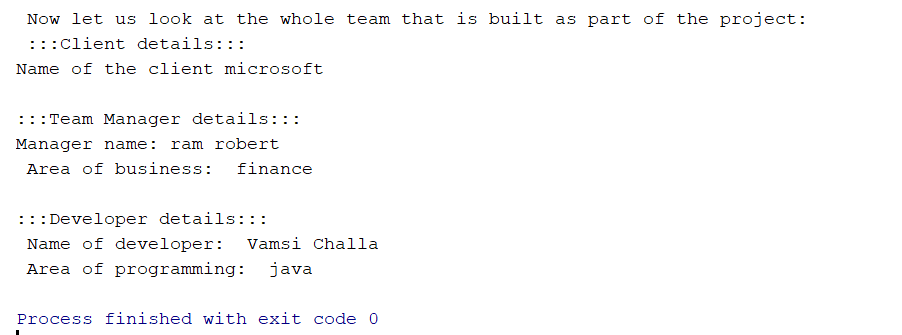 Now let us look at the whole team that is built as part of the project:
:::Client details:::
Name of the client microsoft
:::Team Manager details:::
Manager name: ram robert
Area of business:  finance
:::Developer details:::
Name of developer:  Vamsi Challa
Area of programming:  java
Process finished with exit code 0